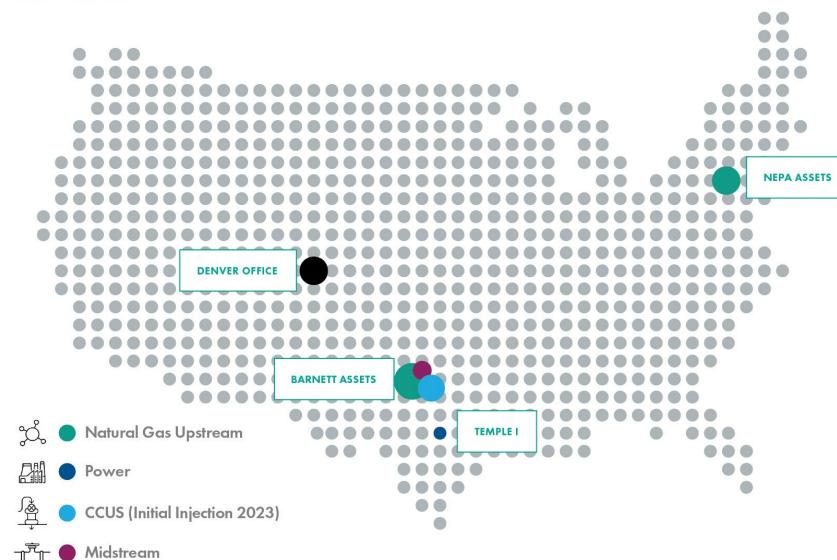 NEPA ASSETS
DENVER OFFICE
BARNETT ASSETS
TEMPLE I
Natural Gas Upstream
Power
CCUS (Initial Injection 2023)
Midstream